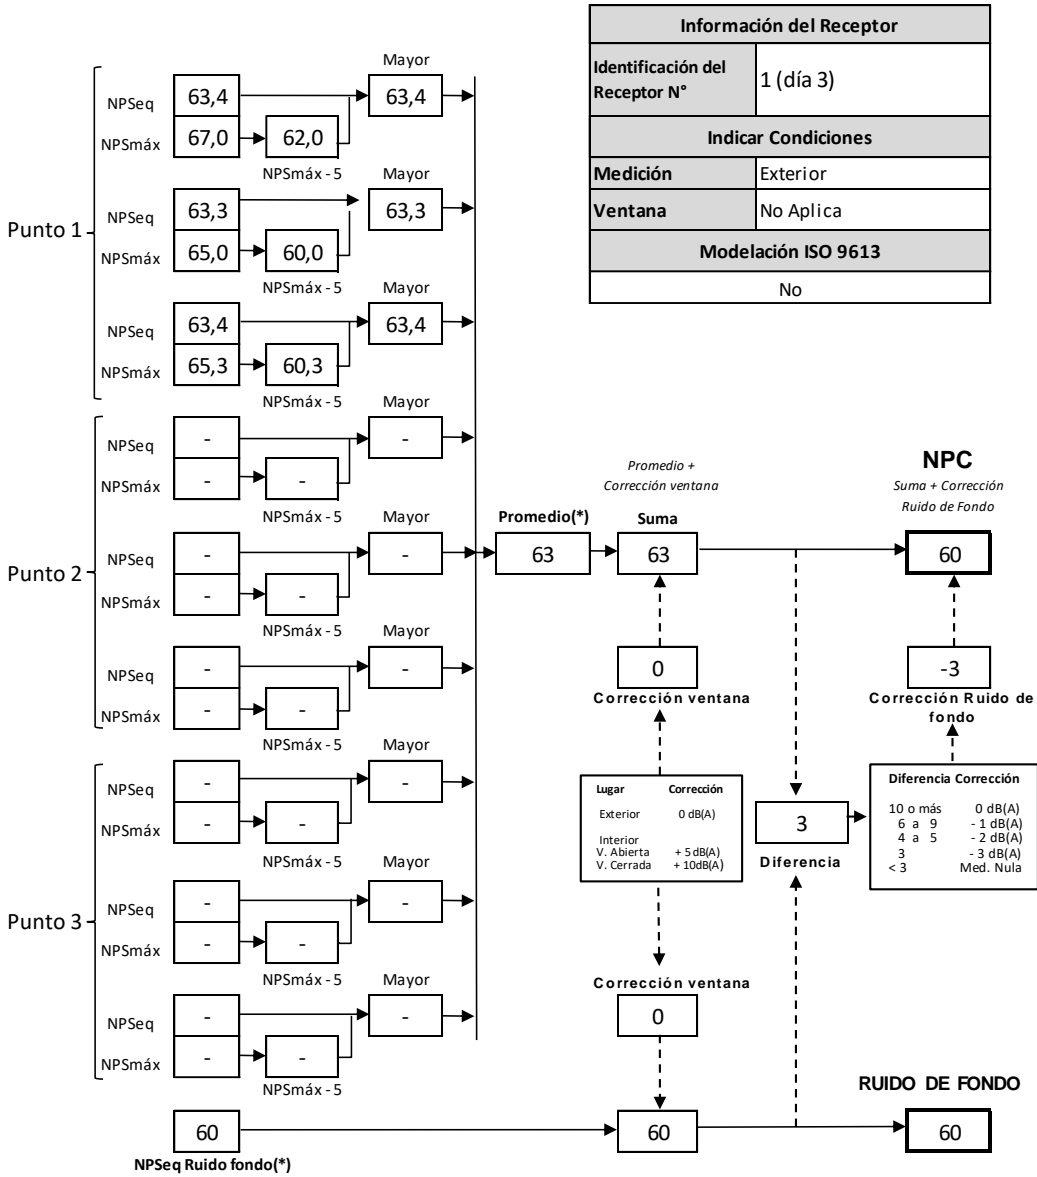 Información del Receptor
Identificación del Receptor N°
1 (día 3)
Indicar Condiciones
Medición
Exterior
Ventana
No Aplica
Modelación ISO 9613
No
Punto 1
Mayor
NPSeq
63,4
63,4
NPSmáx
67,0
62,0
NPSmáx - 5
Mayor
NPSeq
63,3
63,3
NPSmáx
65,0
60,0
NPSmáx - 5
Mayor
NPSeq
63,4
63,4
NPSmáx
65,3
60,3
NPSmáx - 5
Punto 2
Mayor
NPSeq
-
-
NPSmáx
-
-
NPSmáx - 5
Mayor
NPSeq
-
-
NPSmáx
-
-
NPSmáx - 5
Mayor
NPSeq
-
-
NPSmáx
-
-
NPSmáx - 5
Punto 3
Mayor
NPSeq
-
-
NPSmáx
-
-
NPSmáx - 5
Mayor
NPSeq
-
-
NPSmáx
-
-
NPSmáx - 5
Mayor
NPSeq
-
-
NPSmáx
-
-
NPSmáx - 5
Promedio(*)
63
Promedio +
Corrección ventana
Suma
63
NPC
Suma + Corrección
Ruido de Fondo
60
0
Corrección ventana
-3
Corrección Ruido de
fondo
Lugar Corrección
Exterior 0 dB(A)
Interior
V. Abierta + 5 dB(A)
V. Cerrada + 10dB(A)
3
Diferencia
Diferencia Corrección
10 o más 0 dB(A)
6 a 9 - 1 dB(A)
4 a 5 - 2 dB(A)
3 - 3 dB(A)
< 3 Med. Nula
Corrección ventana
0
60
NPSeq Ruido fondo(*)
60
RUIDO DE FONDO
60